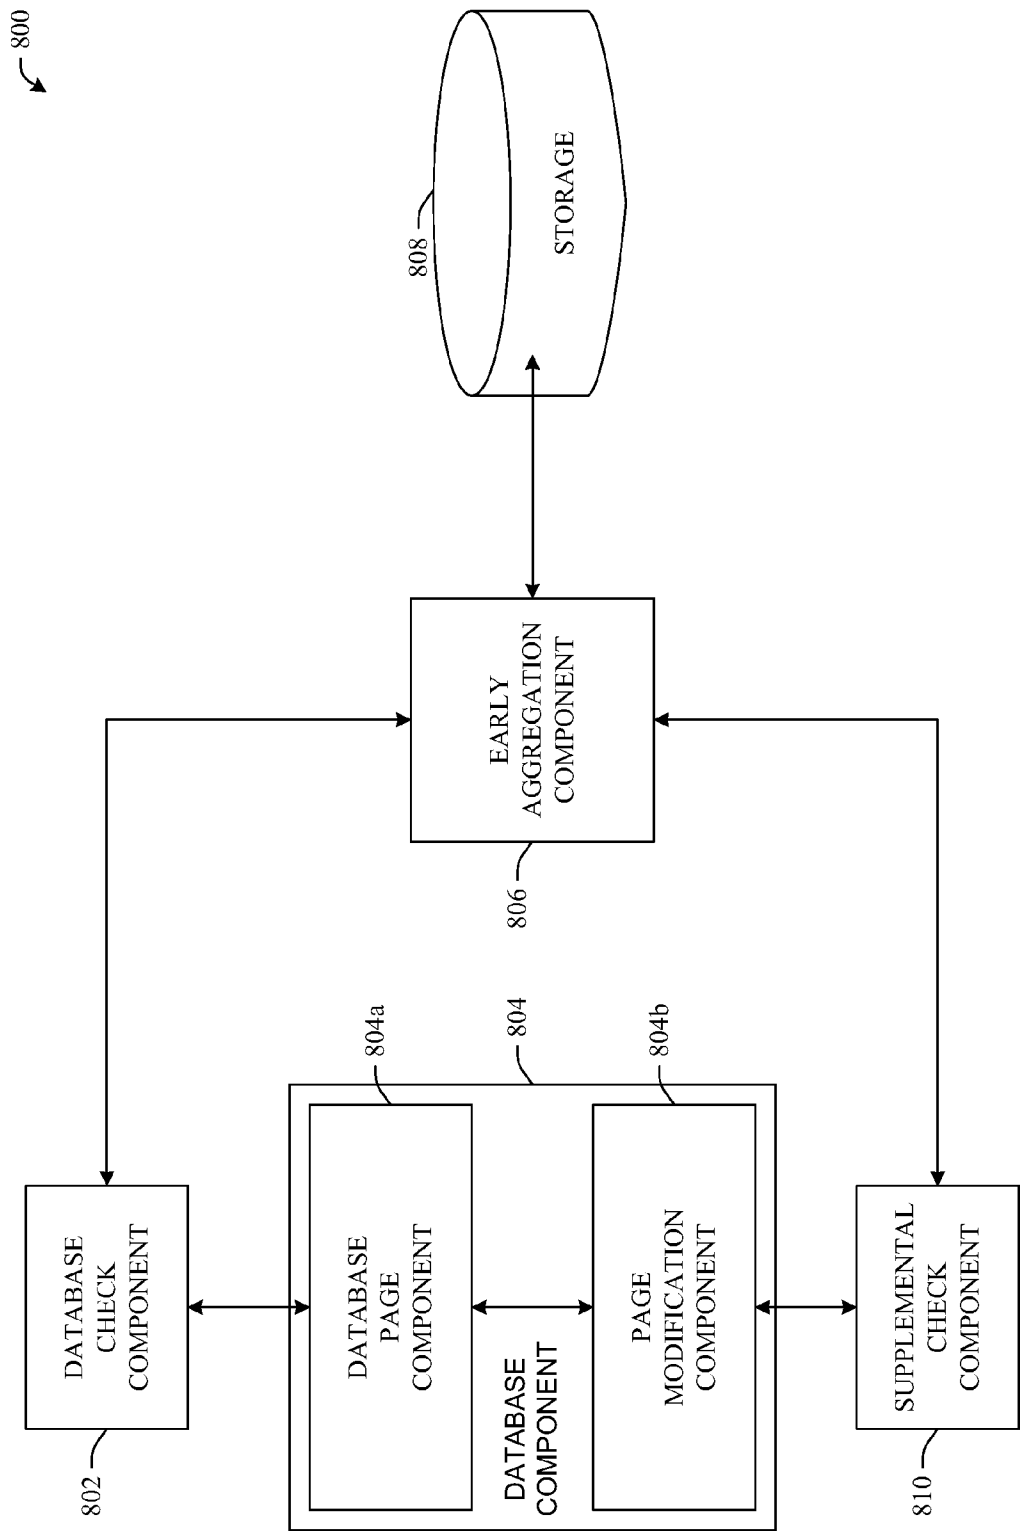 800
DATABASE
CHECK
COMPONENT
802
DATABASE
PAGE
COMPONENT
804a
804
DATABASE
COMPONENT
PAGE
MODIFICATION
COMPONENT
804b
SUPPLEMENTAL
CHECK
COMPONENT
810
EARLY
AGGREGATION
COMPONENT
806
808
STORAGE